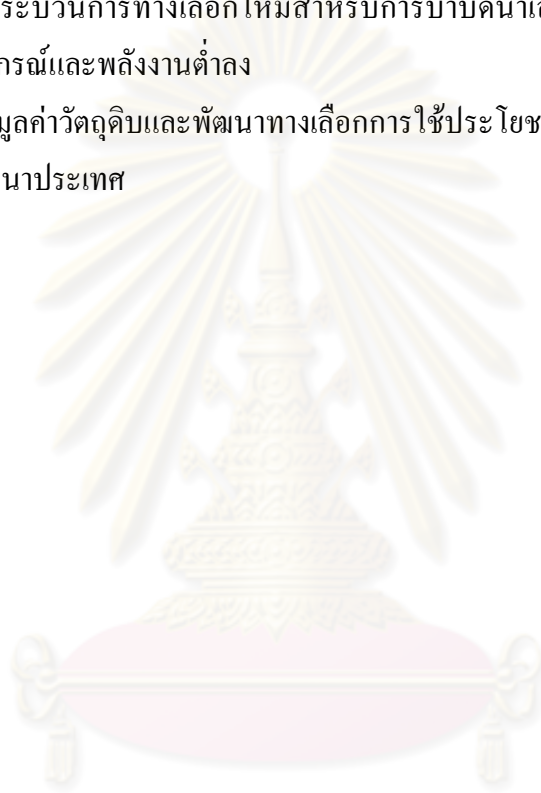 ระบวนการทางเลือกใหม่สำหรับการบำบัดน้ำเส
กรณ์และพลังงานต่ำลง
มูลค่าวัตถุดิบและพัฒนาทางเลือกการใช้ประโยช
นาประเทศ